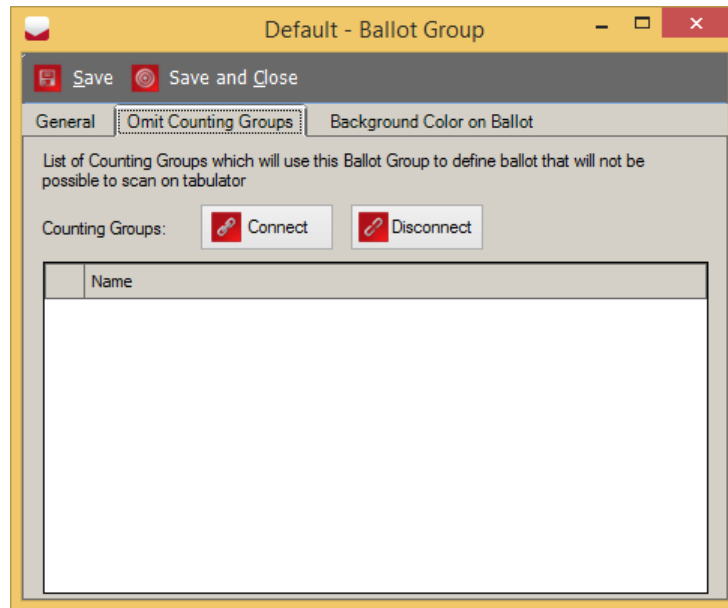 Default - Ballot Group
Save Save and Close
General Omit Counting Groups Background Color on Ballot
List of Counting Groups which will use this Ballot Group to define ballot that will not be
possible to scan on tabulator
Counting Groups: Connect Disconnect
Name